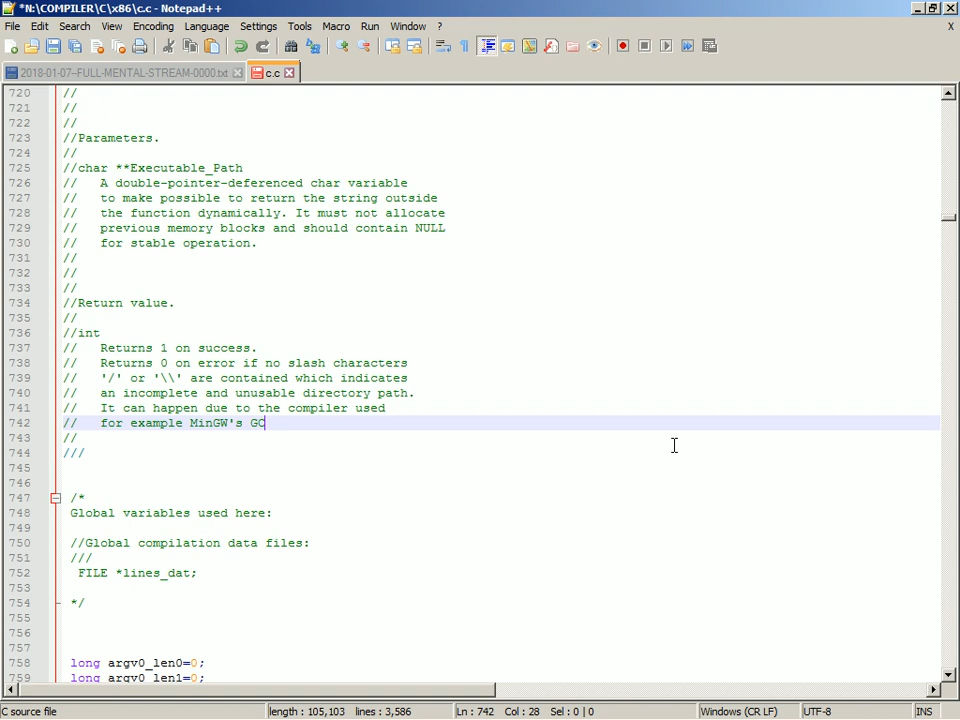 *N:\COMPILER\C\x86\c.c - Notepad++
File Edit Search View Encoding Language Settings Tools Macro Run Window ? X
2018-01-07--FULL-MENTAL-STREAM-0000.txt c.c
720 //
721 //
722 //
723 //Parameters.
724 //
725 //char **Executable_Path
726 // A double-pointer-deferenced char variable
727 // to make possible to return the string outside
728 // the function dynamically. It must not allocate
729 // previous memory blocks and should contain NULL
730 // for stable operation.
731 //
732 //
733 //
734 //Return value.
735 //
736 //int
737 // Returns 1 on success.
738 // Returns 0 on error if no slash characters
739 // '/' or '\\' are contained which indicates
740 // an incomplete and unusable directory path.
741 // It can happen due to the compiler used
742 // for example MinGW's GC
743 //
744 ///
745
746
747 /*
748 Global variables used here:
749
750 //Global compilation data files:
751 ///
752 FILE *lines_dat;
753
754 */
755
756
757
758 long argv0_len0=0;
759 long argv0_len1=0;
C source file length : 105,103 lines : 3,586 Ln : 742 Col : 28 Sel : 0 | 0 Windows (CR LF) UTF-8 INS